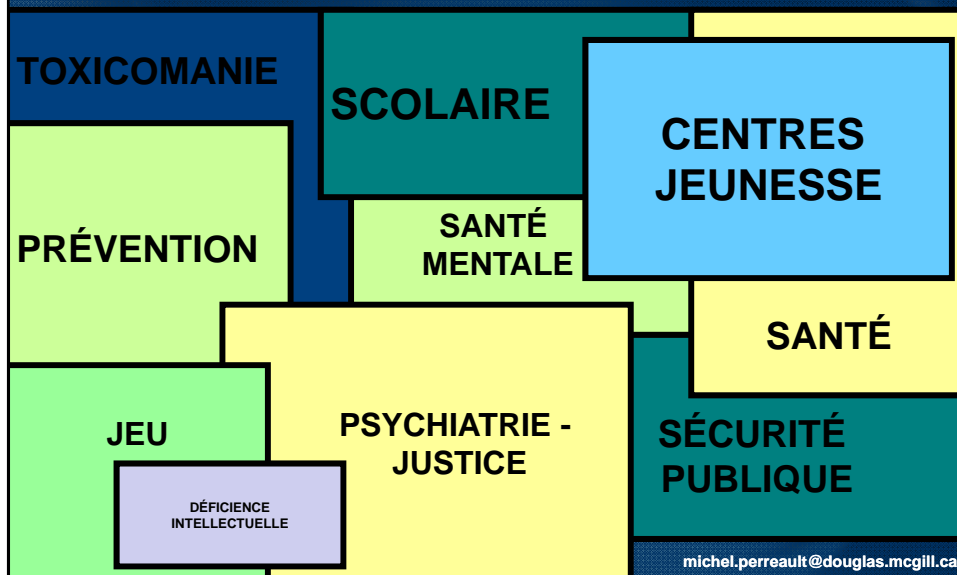 TOXICOMANIE
SCOLAIRE
CENTRES
JEUNESSE
PRÉVENTION
SANTÉ
MENTALE
SANTÉ
JEU
PSYCHIATRIE -
JUSTICE
SÉCURITÉ
PUBLIQUE
DÉFICIENCE
INTELLECTUELLE
michel.perreault@douglas.mcgill.ca